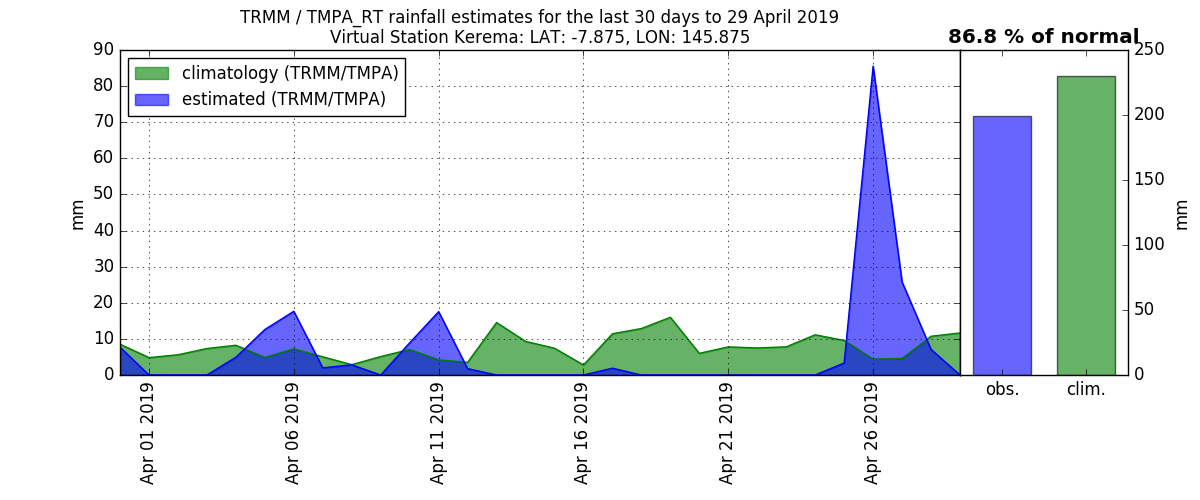 TRMM / TMPA_RT rainfall estimates for the last 30 days to 29 April 2019
Virtual Station Kerema: LAT: -7.875, LON: 145.875
86.8 % of normal
climatology (TRMM/TMPA)
estimated (TRMM/TMPA)
mm
90
80
70
60
50
40
30
20
10
0
Apr 01 2019
Apr 06 2019
Apr 11 2019
Apr 16 2019
Apr 21 2019
Apr 26 2019
250
200
150
100
50
0
mm
obs.
clim.